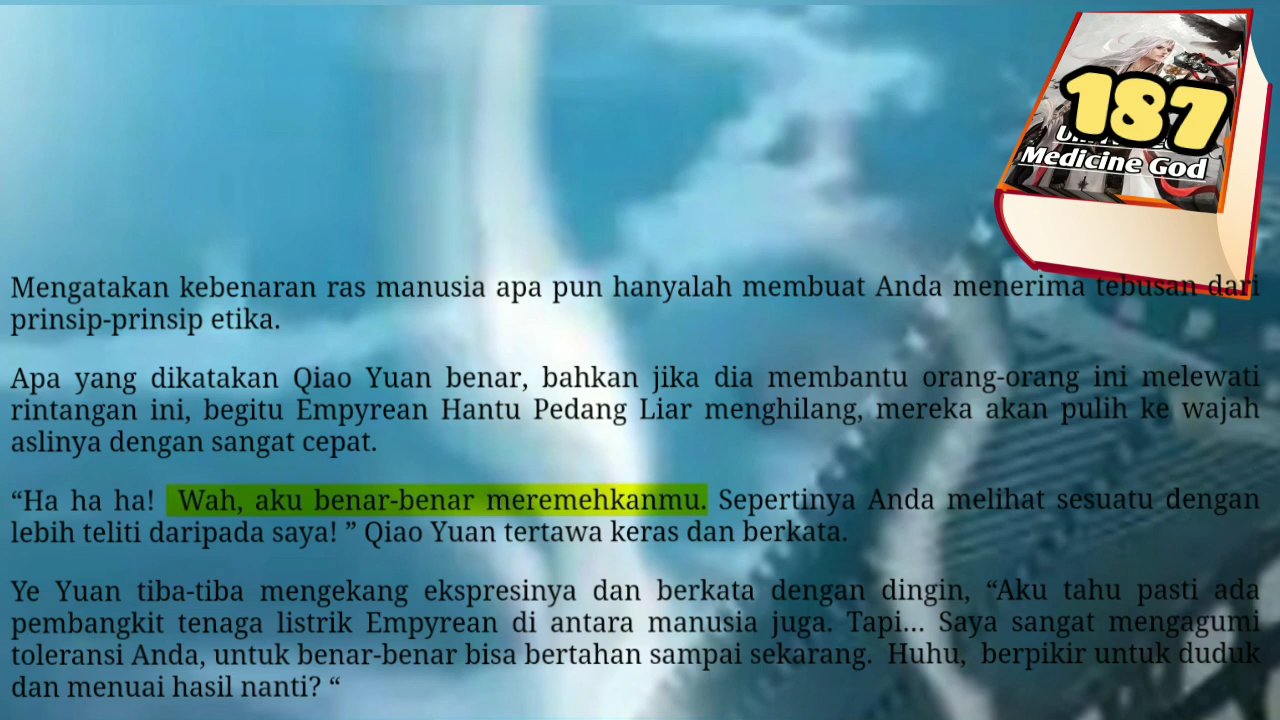 187
Medicine God
Mengatakan kebenaran ras manusia apa pun hanyalah membuat Anda menerima tebusan dari
prinsip-prinsip etika.
Apa yang dikatakan Qiao Yuan benar, bahkan jika dia membantu orang-orang ini melewati
rintangan ini, begitu Empyrean Hantu Pedang Liar menghilang, mereka akan pulih ke wajah
aslinya dengan sangat cepat.
“Ha ha ha! Wah, aku benar-benar meremehkanmu. Sepertinya Anda melihat sesuatu dengan
lebih teliti daripada saya! ” Qiao Yuan tertawa keras dan berkata.
Ye Yuan tiba-tiba mengekang ekspresinya dan berkata dengan dingin, “Aku tahu pasti ada
pembangkit tenaga listrik Empyrean di antara manusia juga. Tapi… Saya sangat mengagumi
toleransi Anda, untuk benar-benar bisa bertahan sampai sekarang. Huhu, berpikir untuk duduk
dan menuai hasil nanti? “